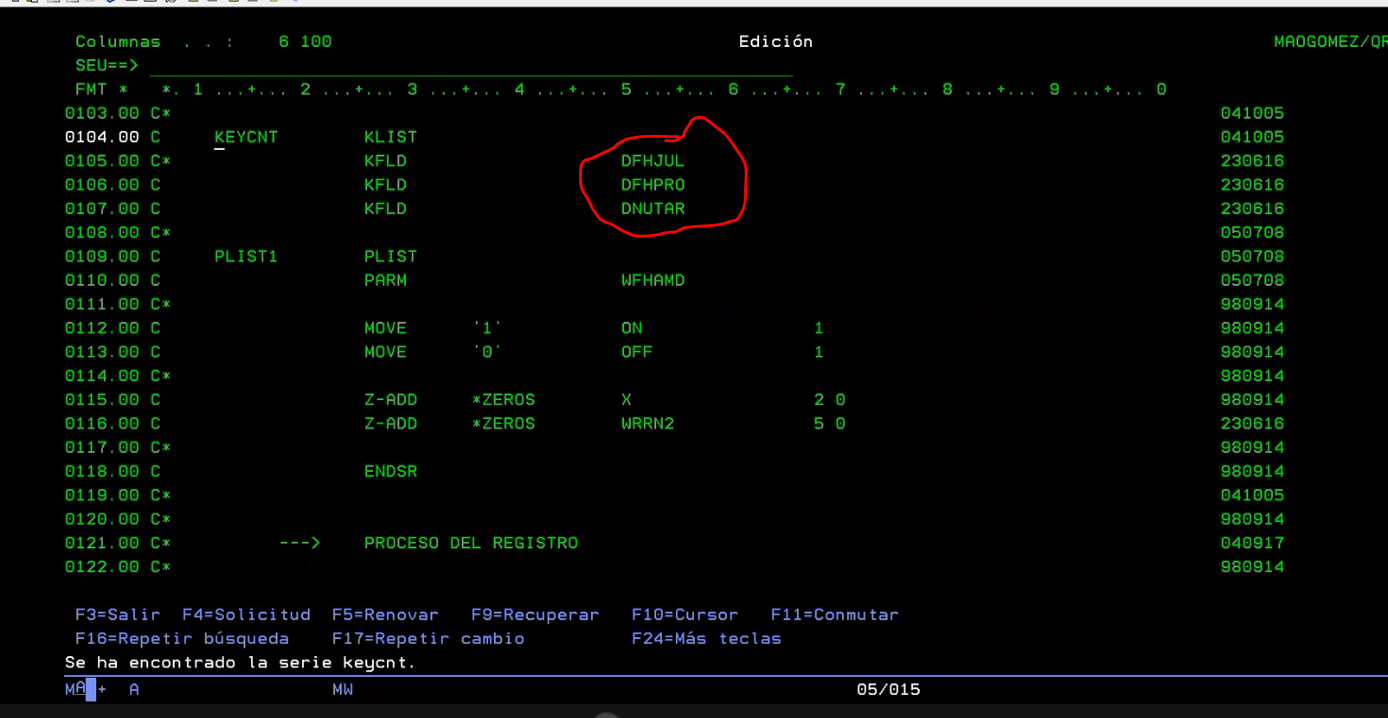 Columnas . . : 6 100 Edición MAOGOMEZ/QR
SEU==>
FMT * *. 1 ...+... 2 ...+... 3 ...+... 4 ...+... 5 ...+... 6 ...+... 7 ...+... 8 ...+... 9 ...+... 0
0103.00 C* 041005
0104.00 C KEYCNT KLIST 041005
0105.00 C* KFLD DFHJUL 230616
0106.00 C KFLD DFHPRO 230616
0107.00 C KFLD DNUTAR 230616
0108.00 C* 050708
0109.00 C PLIST1 PLIST 050708
0110.00 C PARM WFHAMD 050708
0111.00 C* 980914
0112.00 C MOVE '1' ON 1 980914
0113.00 C MOVE '0' OFF 1 980914
0114.00 C* 980914
0115.00 C Z-ADD *ZEROS X 2 0 980914
0116.00 C Z-ADD *ZEROS WRRN2 5 0 230616
0117.00 C* 980914
0118.00 C ENDSR 980914
0119.00 C* 041005
0120.00 C* 980914
0121.00 C* ---> PROCESO DEL REGISTRO 040917
0122.00 C* 980914
F3=Salir F4=Solicitud F5=Renovar F9=Recuperar F10=Cursor F11=Conmutar
F16=Repetir búsqueda F17=Repetir cambio F24=Más teclas
Se ha encontrado la serie keycnt.
MA + A MW 05/015